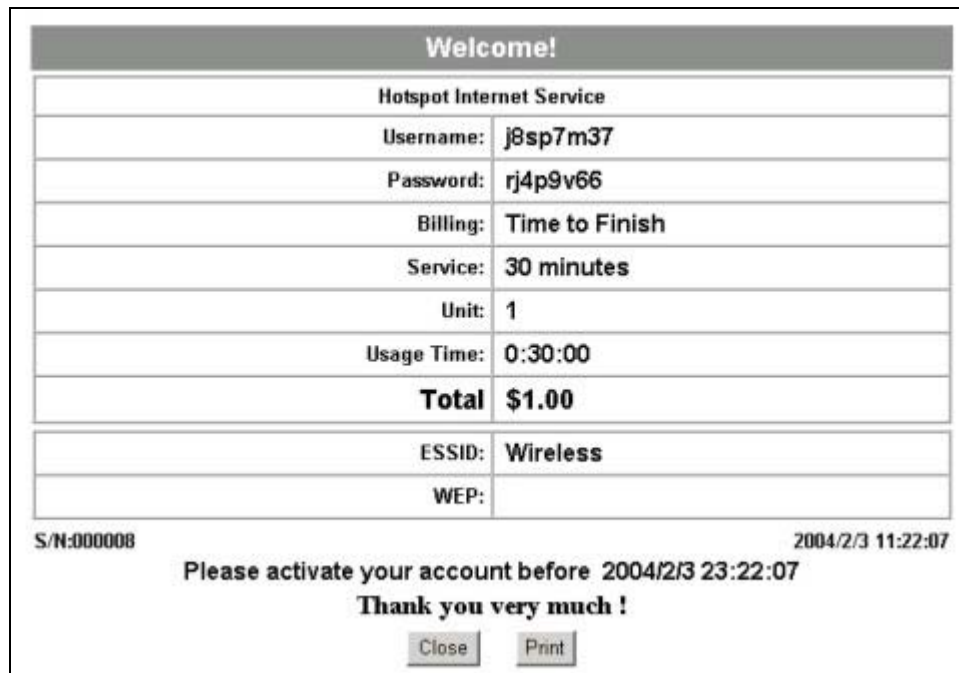 Welcome!
Hotspot Internet Service
Username: j8sp7m37
Password: rj4p9v66
Billing: Time to Finish
Service: 30 minutes
Unit: 1
Usage Time: 0:30:00
Total $1.00
ESSID: Wireless
WEP:
S/N:000008 2004/2/3 11:22:07
Please activate your account before 2004/2/3 23:22:07
Thank you very much !
Close Print